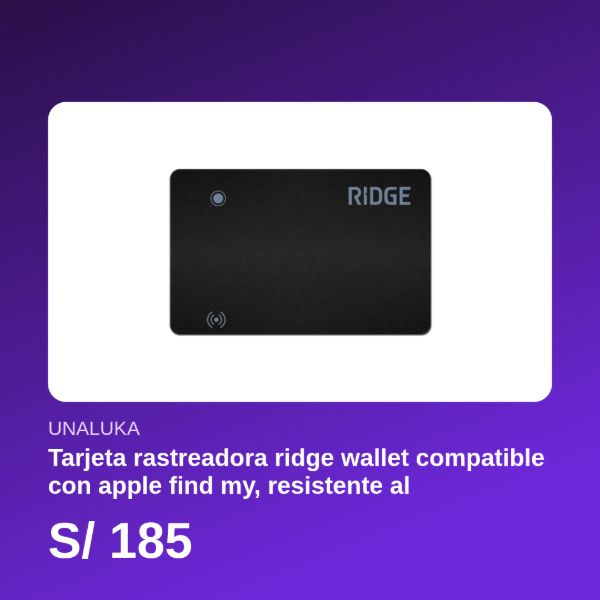 RIDGE
UNALUKA
Tarjeta rastreadora ridge wallet compatible
con apple find my, resistente al
S/ 185